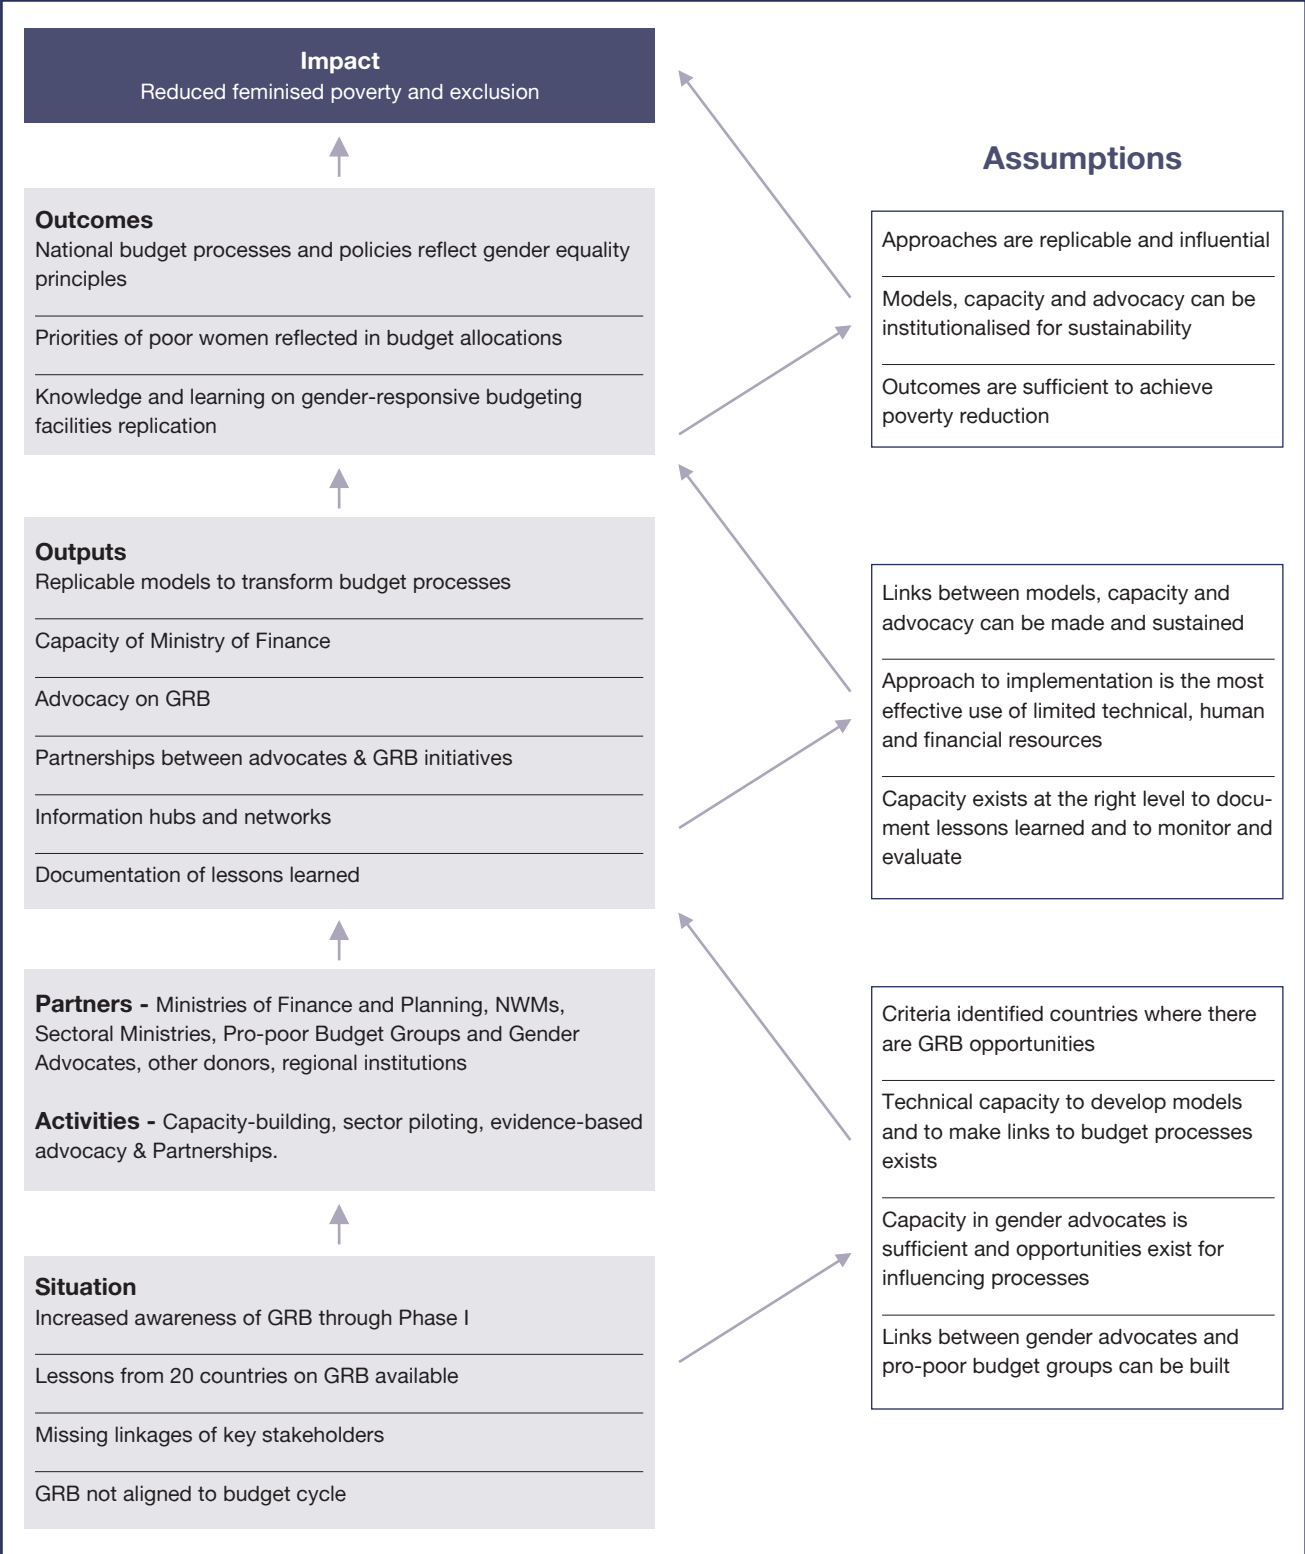 Impact
Reduced feminised poverty and exclusion
Outcomes
National budget processes and policies reflect gender equality
principles
Priorities of poor women reflected in budget allocations
Knowledge and learning on gender-responsive budgeting
facilities replication
Outputs
Replicable models to transform budget processes
Capacity of Ministry of Finance
Advocacy on GRB
Partnerships between advocates & GRB initiatives
Information hubs and networks
Documentation of lessons learned
Partners - Ministries of Finance and Planning, NWMs,
Sectoral Ministries, Pro-poor Budget Groups and Gender
Advocates, other donors, regional institutions
Activities - Capacity-building, sector piloting, evidence-based
advocacy & Partnerships.
Situation
Increased awareness of GRB through Phase I
Lessons from 20 countries on GRB available
Missing linkages of key stakeholders
GRB not aligned to budget cycle
Assumptions
Approaches are replicable and influential
Models, capacity and advocacy can be
institutionalised for sustainability
Outcomes are sufficient to achieve
poverty reduction
Links between models, capacity and
advocacy can be made and sustained
Approach to implementation is the most
effective use of limited technical, human
and financial resources
Capacity exists at the right level to docu-
ment lessons learned and to monitor and
evaluate
Criteria identified countries where there
are GRB opportunities
Technical capacity to develop models
and to make links to budget processes
exists
Capacity in gender advocates is
sufficient and opportunities exist for
influencing processes
Links between gender advocates and
pro-poor budget groups can be built